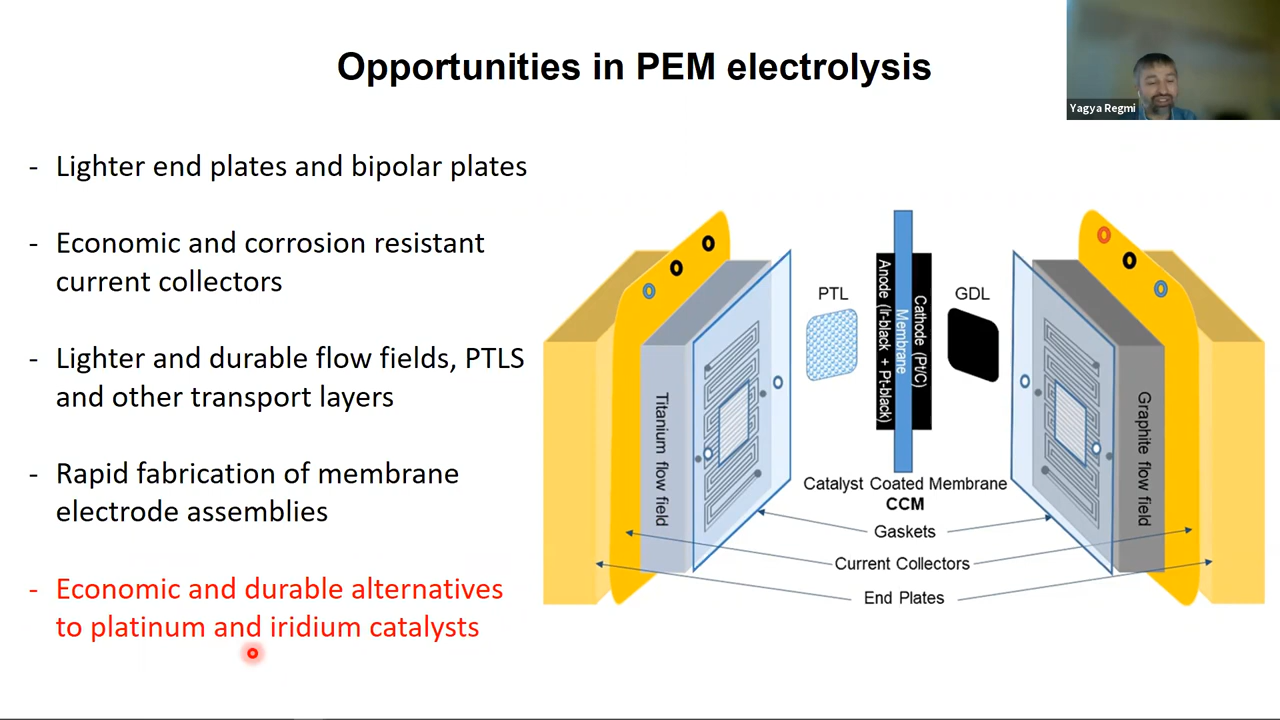 Opportunities in PEM electrolysis
Yagya Regmi
- Lighter end plates and bipolar plates
- Economic and corrosion resistant
current collectors
- Lighter and durable flow fields, PTLS
and other transport layers
- Rapid fabrication of membrane
electrode assemblies
- Economic and durable alternatives
to platinum and iridium catalysts
Titanium flow field
PTL
Anode (Ir-black + Pt-black)
Membrane
Cathode (Pt/C)
GDL
Graphite flow field
Catalyst Coated Membrane
CCM
Gaskets
Current Collectors
End Plates